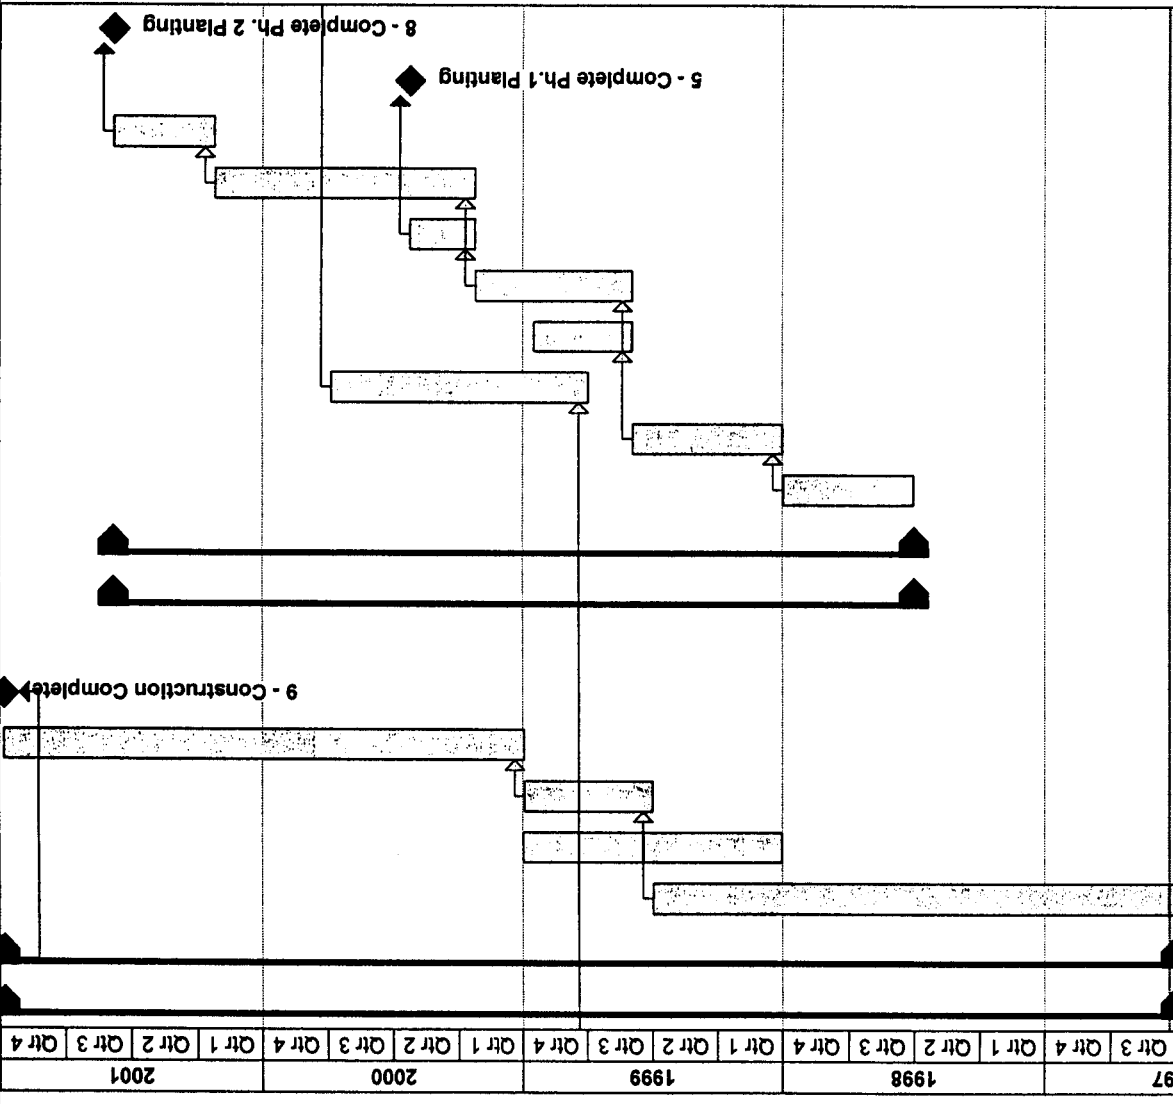 97 1998 1999 2000 2001
Qtr 3 Qtr 4 Qtr 1 Qtr 2 Qtr 3 Qtr 4 Qtr 1 Qtr 2 Qtr 3 Qtr 4 Qtr 1 Qtr 2 Qtr 3 Qtr 4 Qtr 1 Qtr 2 Qtr 3 Qtr 4
9 - Construction Complete
5 - Complete Ph.1 Planting
8 - Complete Ph. 2 Planting